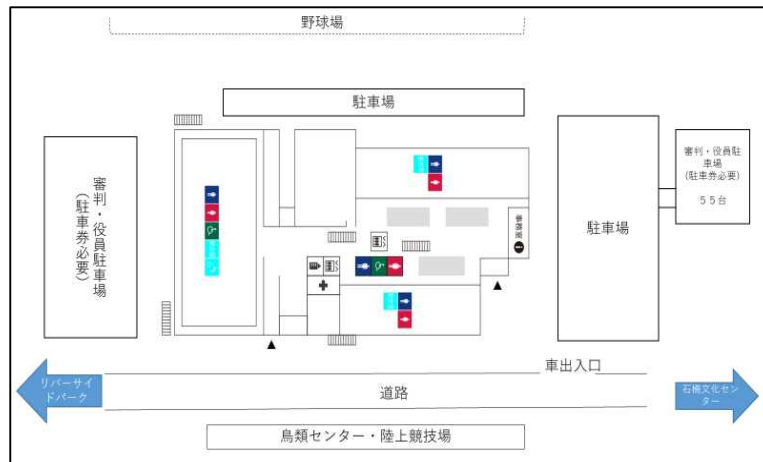 野球場
駐車場
審判・役員駐車場
(駐車券必要)
駐車場
審判・役員駐
車場
(駐車券必要)
55台
事務室
車出入口
リバーサイ
ドパーク
道路
石橋文化セン
ター
鳥類センター・陸上競技場